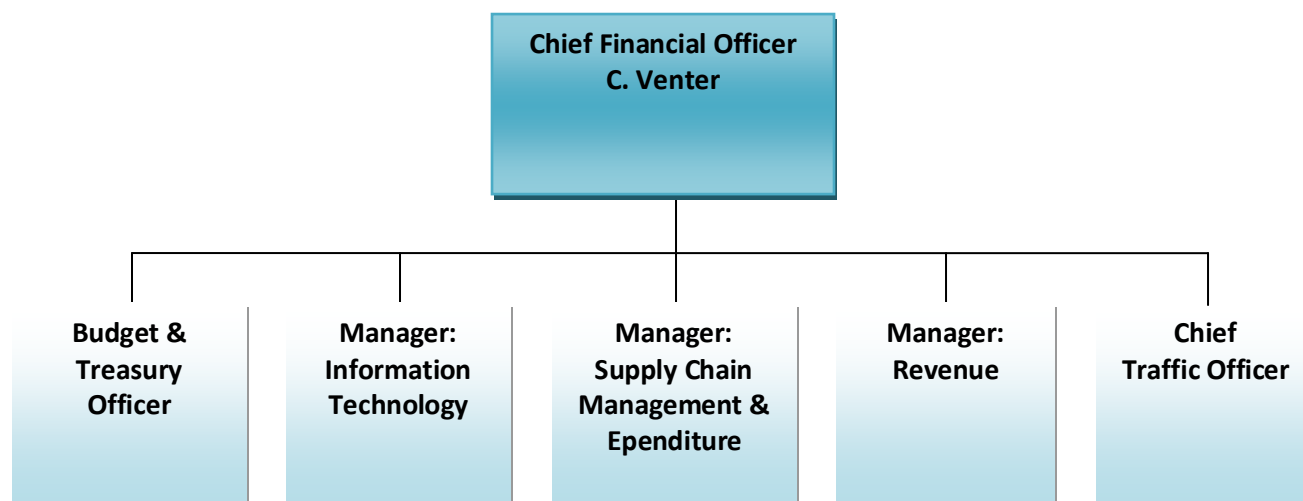 Chief Financial Officer
C. Venter
Budget &
Treasury
Officer
Manager:
Information
Technology
Manager:
Supply Chain
Management &
Ependiture
Manager:
Revenue
Chief
Traffic Officer